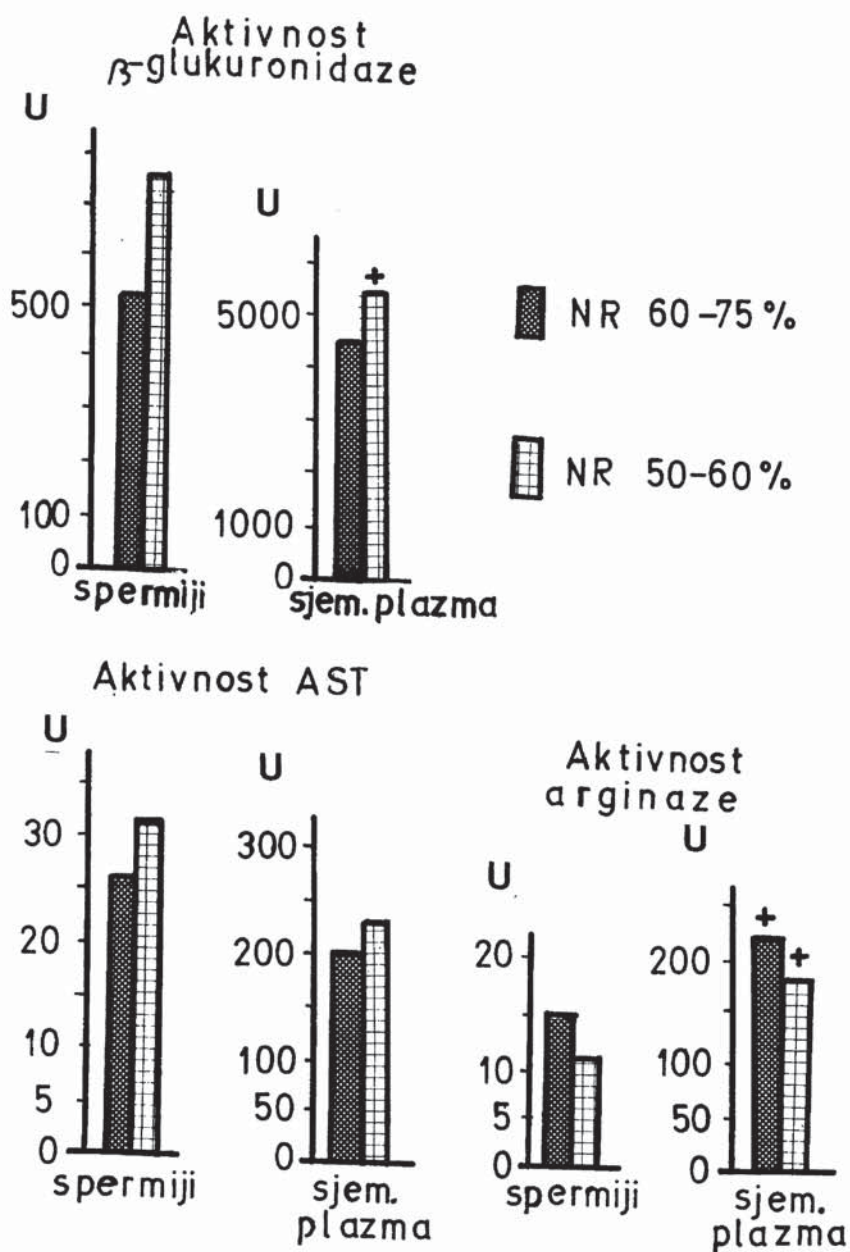 Aktivnost
β-glukuronidaze
U
500
100
0
spermiji
U
+
5000
1000
0
sjem. plazma
NR 60-75%
NR 50-60%
Aktivnost AST
U
30
20
10
5
0
spermiji
U
300
200
100
50
0
sjem.
plazma
Aktivnost
arginaze
U
20
10
5
0
spermiji
U
+
+
200
100
50
0
sjem.
plazma